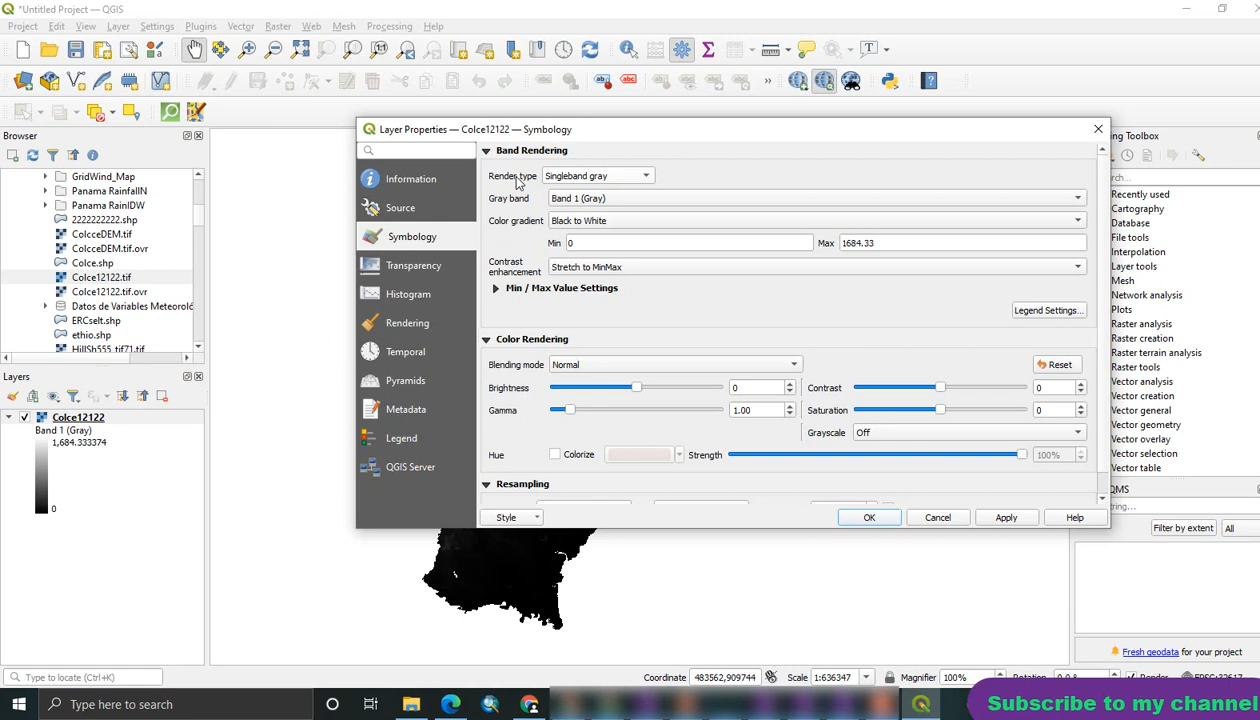 *Untitled Project — QGIS
Project Edit View Layer Settings Plugins Vector Raster Web Mesh Processing Help
Browser
GridWind_Map
Panama RainfallN
Panama RainIDW
2222222222.shp
ColcceDEM.tif
ColcceDEM.tif.ovr
Colce.shp
Colce12122.tif
Colce12122.tif.ovr
Datos de Variables Meteoroló
ERCselt.shp
ethio.shp
HillSh555_tif71.tif
Layers
Colce12122
Band 1 (Gray)
1,684.333374
0
Layer Properties — Colce12122 — Symbology
Information
Source
Symbology
Transparency
Histogram
Rendering
Temporal
Pyramids
Metadata
Legend
QGIS Server
Band Rendering
Render type Singleband gray
Gray band Band 1 (Gray)
Color gradient Black to White
Min 0 Max 1684.33
Contrast
enhancement Stretch to MinMax
Min / Max Value Settings
Legend Settings...
Color Rendering
Blending mode Normal Reset
Brightness 0 Contrast 0
Gamma 1.00 Saturation 0
Grayscale Off
Hue Colorize Strength 100%
Resampling
Style OK Cancel Apply Help
ing Toolbox
Recently used
Cartography
Database
File tools
Interpolation
Layer tools
Mesh
Network analysis
Plots
Raster analysis
Raster creation
Raster terrain analysis
Vector analysis
Vector creation
Vector general
Vector geometry
Vector overlay
Vector selection
Vector table
QMS
string...
Filter by extent All
Fresh geodata for your project
Type to locate (Ctrl+K) Coordinate 483562,909744 Scale 1:636347 Magnifier 100%
Type here to search
Subscribe to my channel